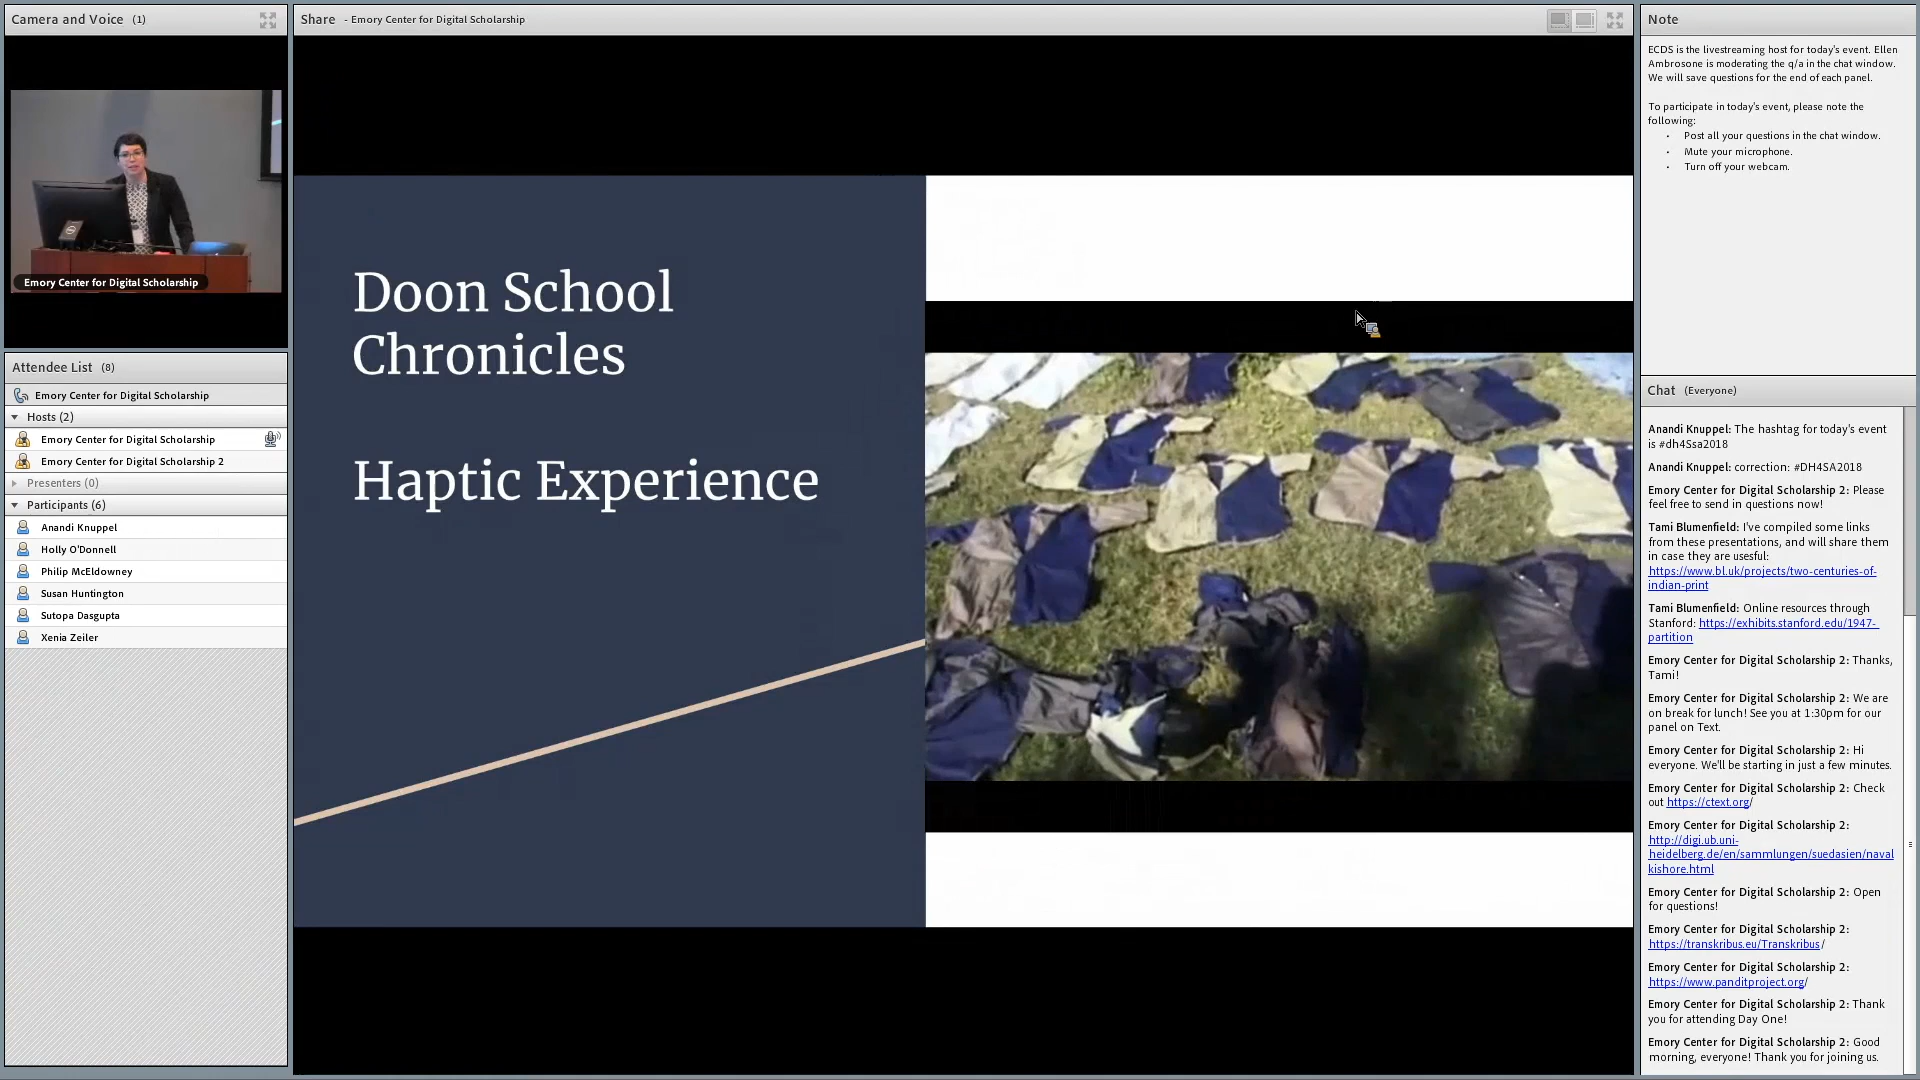 Camera and Voice (1)
Emory Center for Digital Scholarship
Attendee List (8)
Emory Center for Digital Scholarship
Hosts (2)
Emory Center for Digital Scholarship
Emory Center for Digital Scholarship 2
Presenters (0)
Participants (6)
Anandi Knuppel
Holly O'Donnell
Philip McEldowney
Susan Huntington
Sutopa Dasgupta
Xenia Zeiler
Share - Emory Center for Digital Scholarship
Doon School
Chronicles
Haptic Experience
Note
ECDS is the livestreaming host for today's event. Ellen
Ambrosone is moderating the q/a in the chat window.
We will save questions for the end of each panel.
To participate in today's event, please note the
following:
• Post all your questions in the chat window.
• Mute your microphone.
• Turn off your webcam.
Chat (Everyone)
Anandi Knuppel: The hashtag for today's event
is #dh4Ssa2018
Anandi Knuppel: correction: #DH4SA2018
Emory Center for Digital Scholarship 2: Please
feel free to send in questions now!
Tami Blumenfield: I've compiled some links
from these presentations, and will share them
in case they are usesful:
https://www.bl.uk/projects/two-centuries-of-
indian-print
Tami Blumenfield: Online resources through
Stanford: https://exhibits.stanford.edu/1947-
partition
Emory Center for Digital Scholarship 2: Thanks,
Tami!
Emory Center for Digital Scholarship 2: We are
on break for lunch! See you at 1:30pm for our
panel on Text.
Emory Center for Digital Scholarship 2: Hi
everyone. We'll be starting in just a few minutes.
Emory Center for Digital Scholarship 2: Check
out https://ctext.org/
Emory Center for Digital Scholarship 2:
http://digi.ub.uni-
heidelberg.de/en/sammlungen/suedasien/naval
kishore.html
Emory Center for Digital Scholarship 2: Open
for questions!
Emory Center for Digital Scholarship 2:
https://transkribus.eu/Transkribus/
Emory Center for Digital Scholarship 2:
https://www.panditproject.org/
Emory Center for Digital Scholarship 2: Thank
you for attending Day One!
Emory Center for Digital Scholarship 2: Good
morning, everyone! Thank you for joining us.